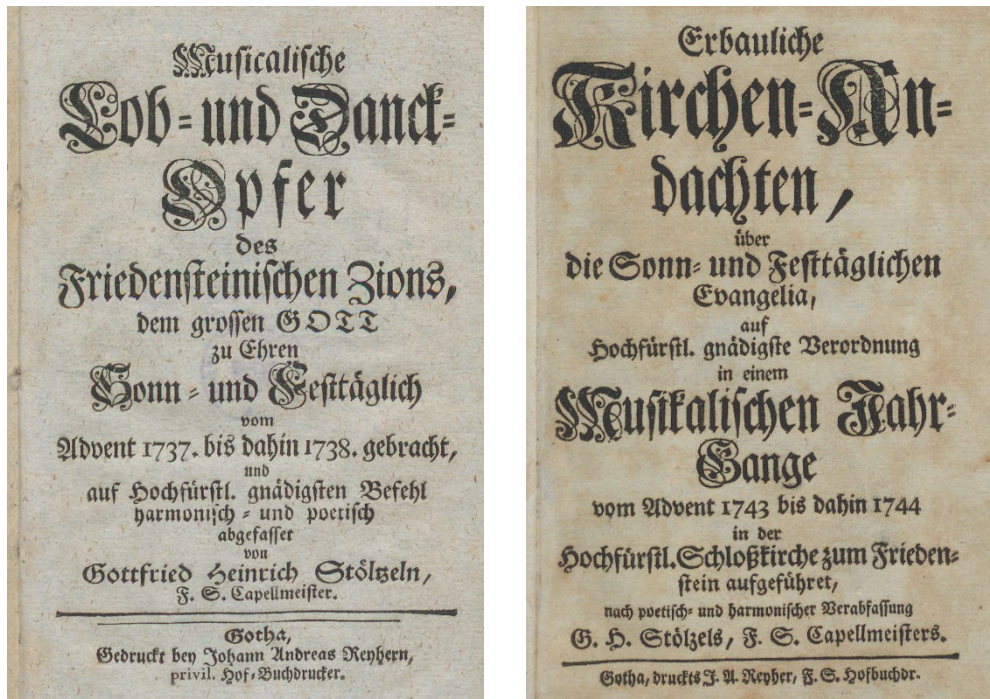 Musicalische
Lob- und Danck-
Opfer
des
Friedensteinischen Zions,
dem grossen GOTT
zu Ehren
Sonn- und Festtäglich
vom
Advent 1737. bis dahin 1738. gebracht,
und
auf Hochfürstl. gnädigsten Befehl
harmonisch- und poetisch
abgefasset
von
Gottfried Heinrich Stöltzeln,
F. S. Capellmeister.
Gotha,
Gedruckt bey Johann Andreas Reyhern,
privil. Hof-Buchdrucker.
Erbauliche
Kirchen-An-
dachten,
über
die Sonn- und Festtäglichen
Evangelia,
auf
Hochfürstl. gnädigste Verordnung
in einem
Musikalischen Jahr-
Gange
vom Advent 1743 bis dahin 1744
in der
Hochfürstl. Schloßkirche zum Frieden-
stein aufgeführet,
nach poetisch- und harmonischer Verabfassung
G. H. Stölzels, F. S. Capellmeisters.
Gotha, druckts J. A. Reyher, F. S. Hofbuchdr.